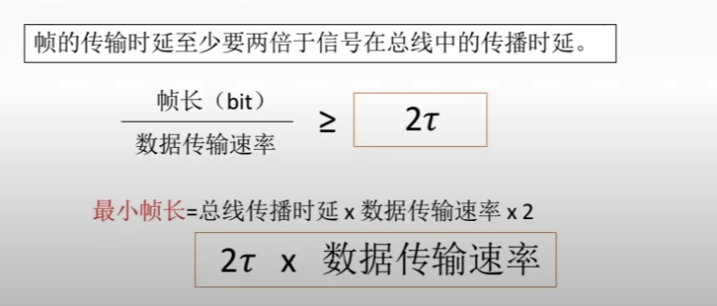 帧的传输时延至少要两倍于信号在总线中的传播时延。
帧长（bit）
数据传输速率
≥
2τ
最小帧长=总线传播时延 x 数据传输速率 x 2
2τ x 数据传输速率